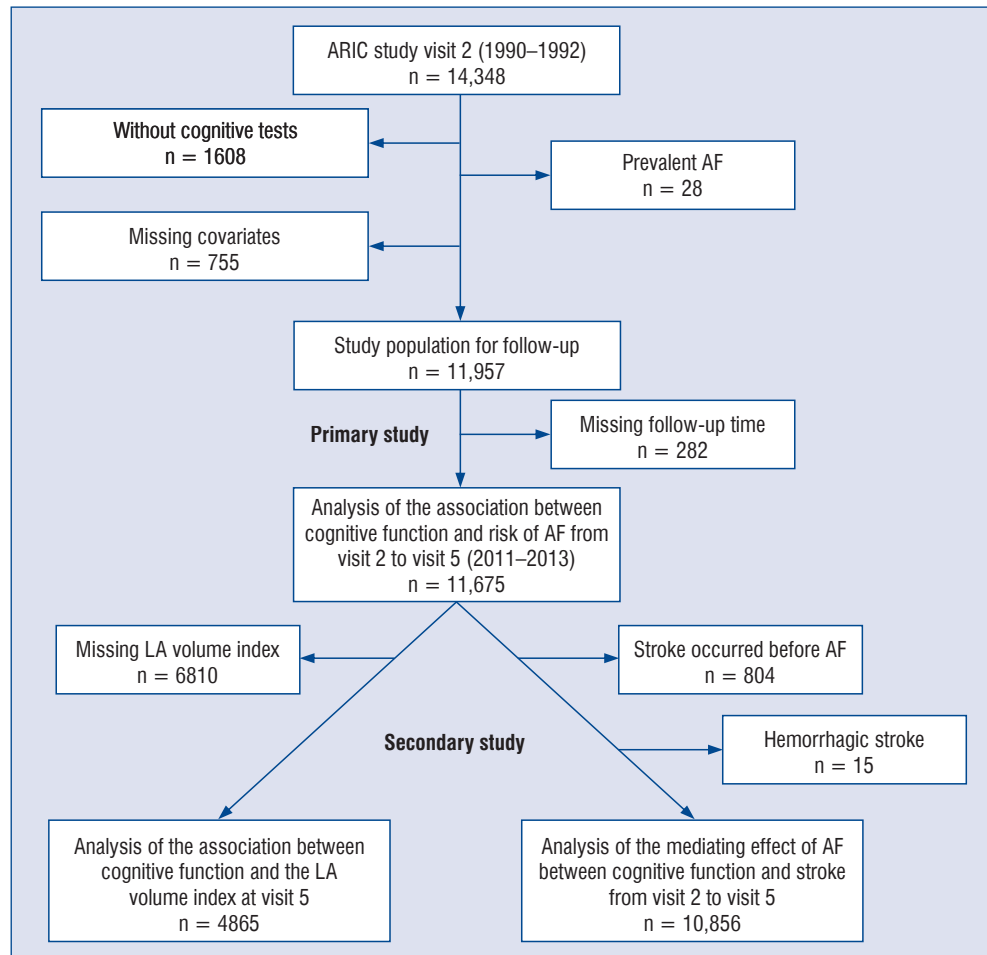 ARIC study visit 2 (1990–1992)
n = 14,348
Without cognitive tests
n = 1608
Prevalent AF
n = 28
Missing covariates
n = 755
Study population for follow-up
n = 11,957
Primary study
Missing follow-up time
n = 282
Analysis of the association between
cognitive function and risk of AF from
visit 2 to visit 5 (2011–2013)
n = 11,675
Missing LA volume index
n = 6810
Stroke occurred before AF
n = 804
Secondary study
Hemorrhagic stroke
n = 15
Analysis of the association between
cognitive function and the LA
volume index at visit 5
n = 4865
Analysis of the mediating effect of AF
between cognitive function and stroke
from visit 2 to visit 5
n = 10,856